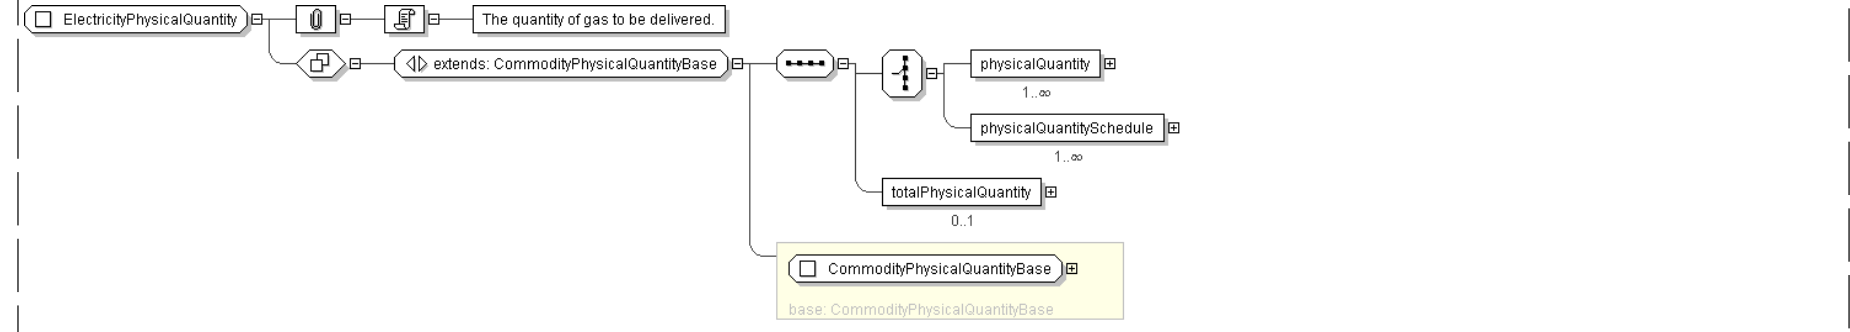 ElectricityPhysicalQuantity
The quantity of gas to be delivered.
extends: CommodityPhysicalQuantityBase
physicalQuantity
1..∞
physicalQuantitySchedule
1..∞
totalPhysicalQuantity
0..1
CommodityPhysicalQuantityBase
base: CommodityPhysicalQuantityBase